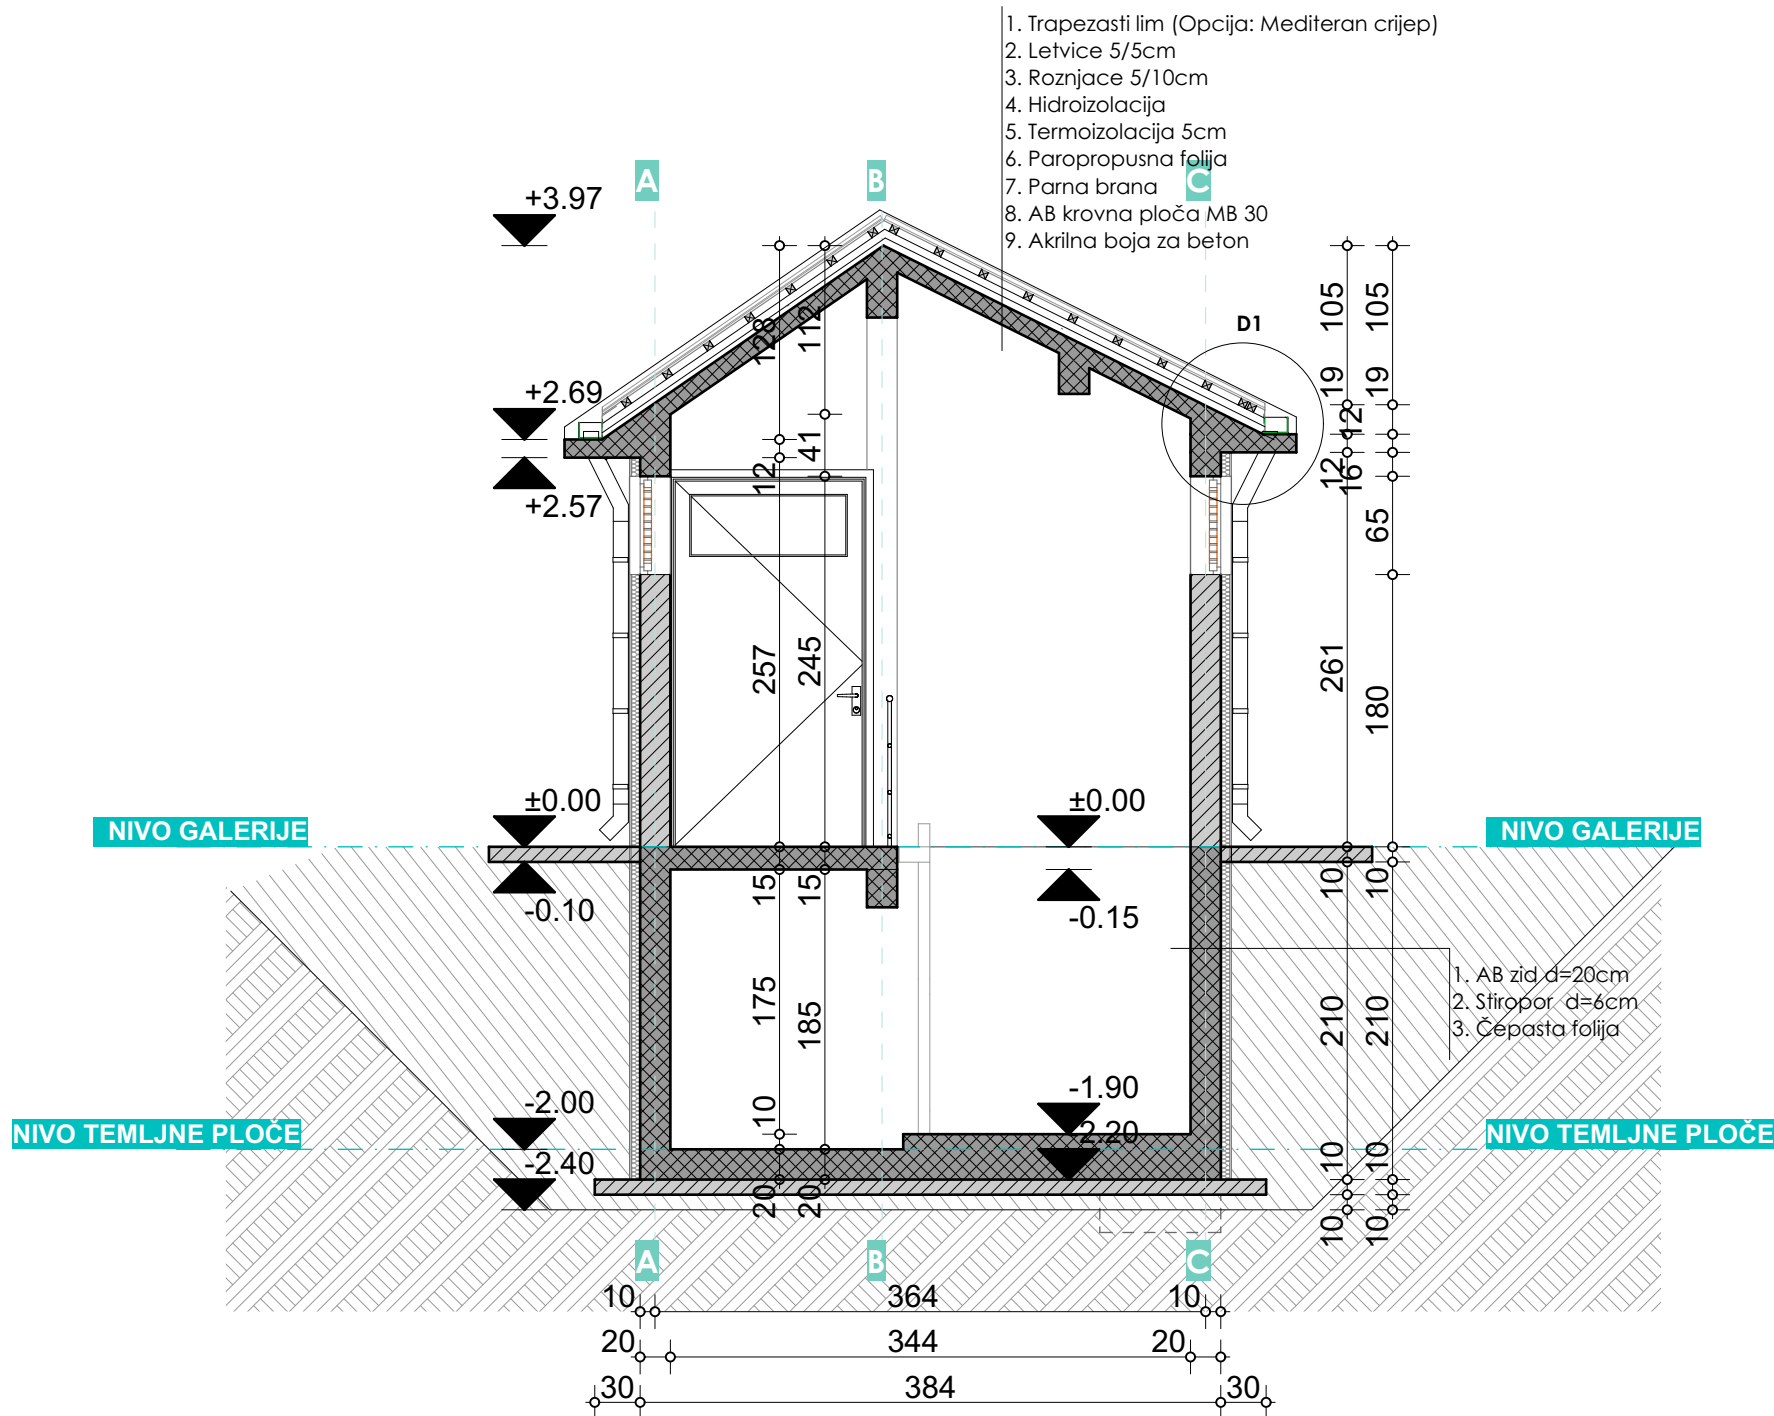 1. Trapezasti lim (Opcija: Mediteran crijep)
2. Letvice 5/5cm
3. Roznjace 5/10cm
4. Hidroizolacija
5. Termoizolacija 5cm
6. Paropropusna folija
7. Parna brana
8. AB krovna ploča MB 30
9. Akrilna boja za beton
A
B
C
+3.97
+2.69
+2.57
D1
128
112
41
12
257
245
105
105
19
19
12
12
16
65
261
180
±0.00
±0.00
NIVO GALERIJE
NIVO GALERIJE
-0.10
-0.15
15
15
10
10
175
185
210
210
1. AB zid d=20cm
2. Stiropor d=6cm
3. Čepasta folija
-2.00
-1.90
10
-2.20
NIVO TEMLJNE PLOČE
NIVO TEMLJNE PLOČE
-2.40
20
20
10
10
10
10
A
B
C
10
364
10
20
344
20
30
384
30